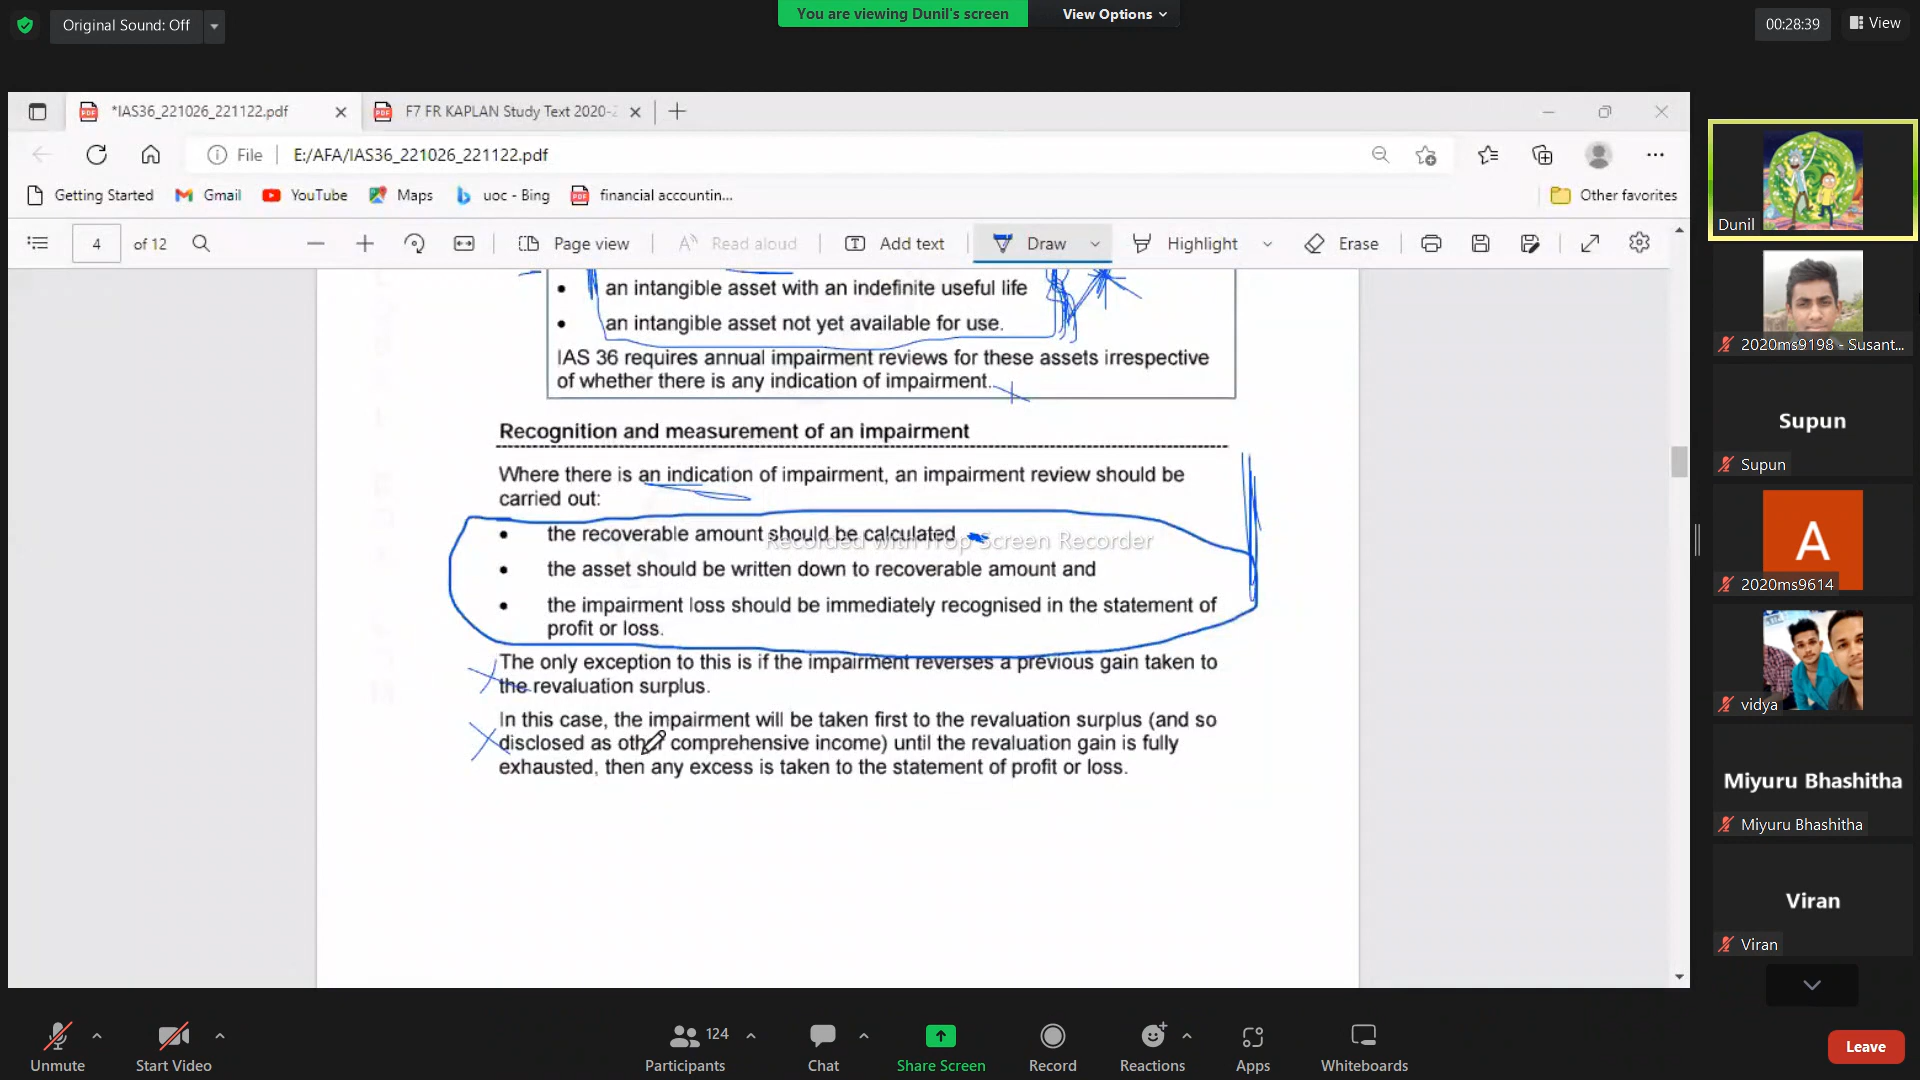 Original Sound: Off
You are viewing Dunil's screen
View Options
00:28:39
View
*IAS36_221026_221122.pdf
F7 FR KAPLAN Study Text 2020-
File
E:/AFA/IAS36_221026_221122.pdf
Getting Started
Gmail
YouTube
Maps
uoc - Bing
financial accountin...
Other favorites
4
of 12
Page view
Read aloud
Add text
Draw
Highlight
Erase
• an intangible asset with an indefinite useful life
• an intangible asset not yet available for use.
IAS 36 requires annual impairment reviews for these assets irrespective
of whether there is any indication of impairment.
Recognition and measurement of an impairment
Where there is an indication of impairment, an impairment review should be
carried out:
• the recoverable amount should be calculated
Recorded with iTop Screen Recorder
• the asset should be written down to recoverable amount and
• the impairment loss should be immediately recognised in the statement of
profit or loss.
The only exception to this is if the impairment reverses a previous gain taken to
the revaluation surplus.
In this case, the impairment will be taken first to the revaluation surplus (and so
disclosed as other comprehensive income) until the revaluation gain is fully
exhausted, then any excess is taken to the statement of profit or loss.
Dunil
2020ms9198 - Susant...
Supun
Supun
A
2020ms9614
vidya
Miyuru Bhashitha
Miyuru Bhashitha
Viran
Viran
Unmute
Start Video
Participants
124
Chat
Share Screen
Record
Reactions
Apps
Whiteboards
Leave